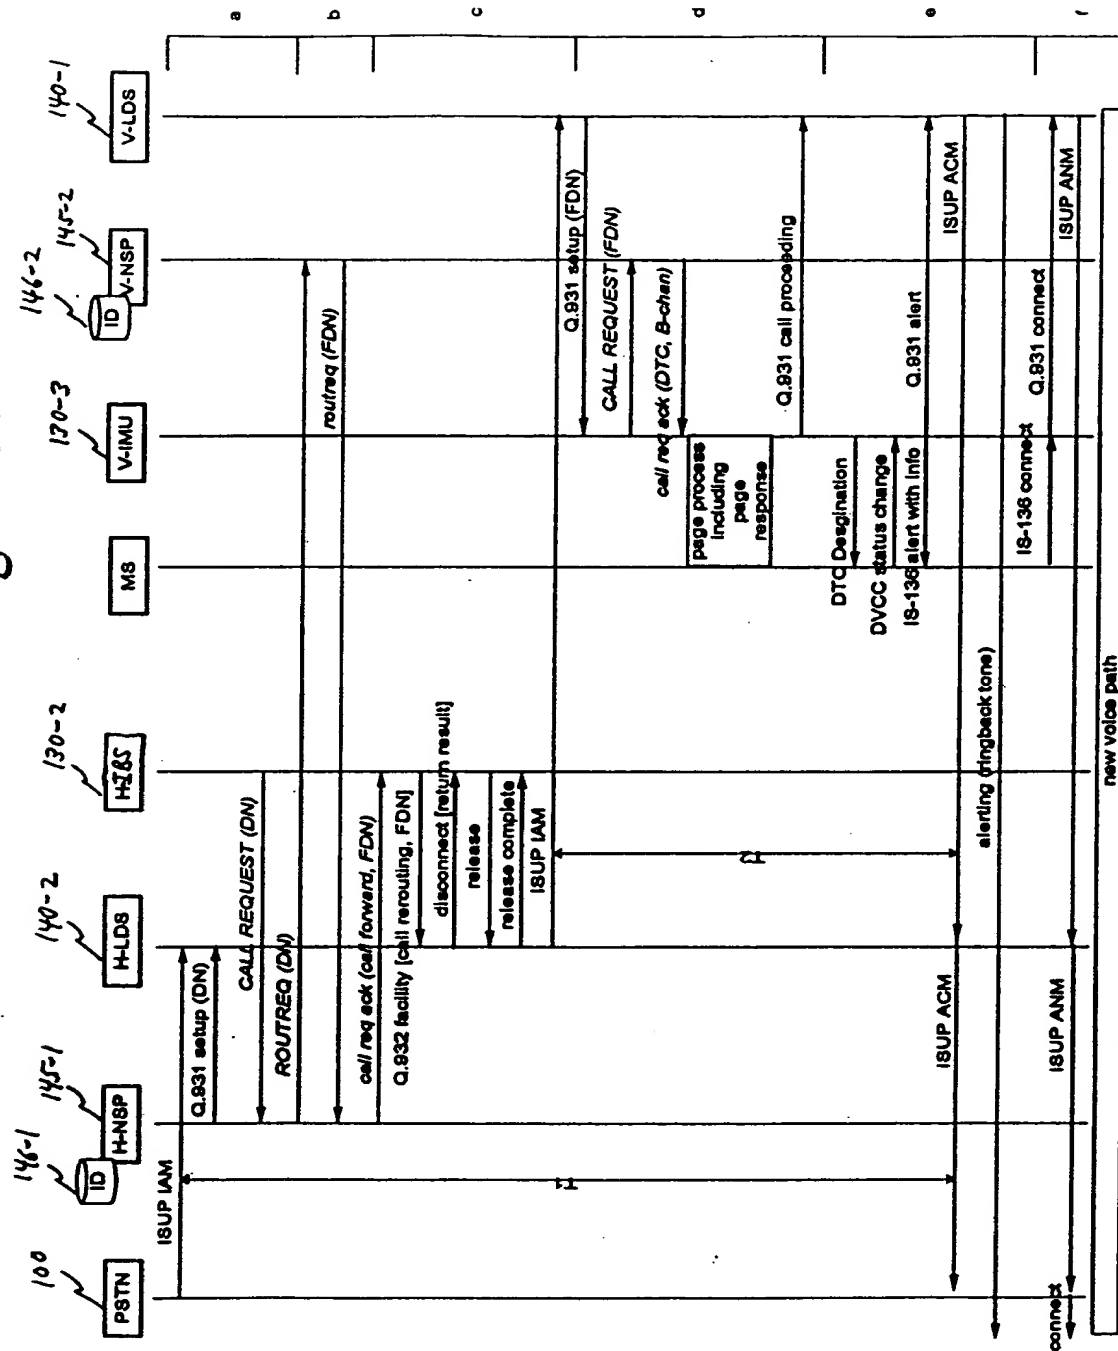 140-1
V-LDS
145-2
146-2
ID
V-NSP
130-3
V-IMU
MS
130-2
HIBS
140-2
H-LDS
145-1
146-1
ID
H-NSP
100
PSTN
a
b
c
d
e
f
ISUP IAM
Q.931 setup (DN)
CALL REQUEST (DN)
ROUTREQ (DN)
routreq (FDN)
call req ack (call forward, FDN)
Q.932 facility [call rerouting, FDN]
disconnect [return result]
release
release complete
ISUP IAM
Q.931 setup (FDN)
CALL REQUEST (FDN)
call req ack (DTC, B-chan)
page process
including
page
response
Q.931 call proceeding
DTC Desgination
DVCC status change
IS-136 alert with info
Q.931 alert
ISUP ACM
ISUP ACM
T1
T2
alerting (ringback tone)
IS-136 connect
Q.931 connect
ISUP ANM
ISUP ANM
connect
new voice path